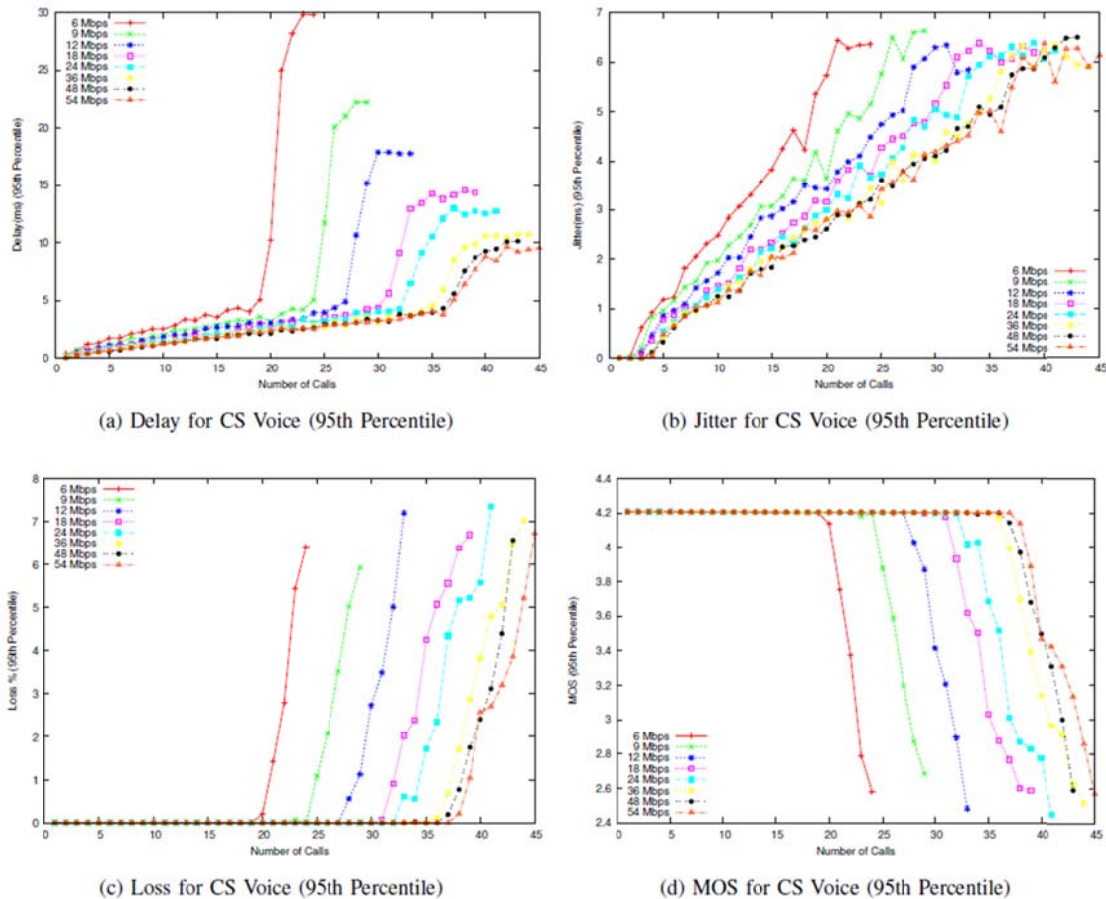 30
25
20
15
10
5
0
Delay(ms) (95th Percentile)
6 Mbps
9 Mbps
12 Mbps
18 Mbps
24 Mbps
36 Mbps
48 Mbps
54 Mbps
0 5 10 15 20 25 30 35 40 45
Number of Calls
(a) Delay for CS Voice (95th Percentile)
7
6
5
4
3
2
1
0
Jitter(ms) (95th Percentile)
6 Mbps
9 Mbps
12 Mbps
18 Mbps
24 Mbps
36 Mbps
48 Mbps
54 Mbps
0 5 10 15 20 25 30 35 40 45
Number of Calls
(b) Jitter for CS Voice (95th Percentile)
8
7
6
5
4
3
2
1
0
Loss % (95th Percentile)
6 Mbps
9 Mbps
12 Mbps
18 Mbps
24 Mbps
36 Mbps
48 Mbps
54 Mbps
0 5 10 15 20 25 30 35 40 45
Number of Calls
(c) Loss for CS Voice (95th Percentile)
4.4
4.2
4
3.8
3.6
3.4
3.2
3
2.8
2.6
2.4
MOS (95th Percentile)
6 Mbps
9 Mbps
12 Mbps
18 Mbps
24 Mbps
36 Mbps
48 Mbps
54 Mbps
0 5 10 15 20 25 30 35 40 45
Number of Calls
(d) MOS for CS Voice (95th Percentile)